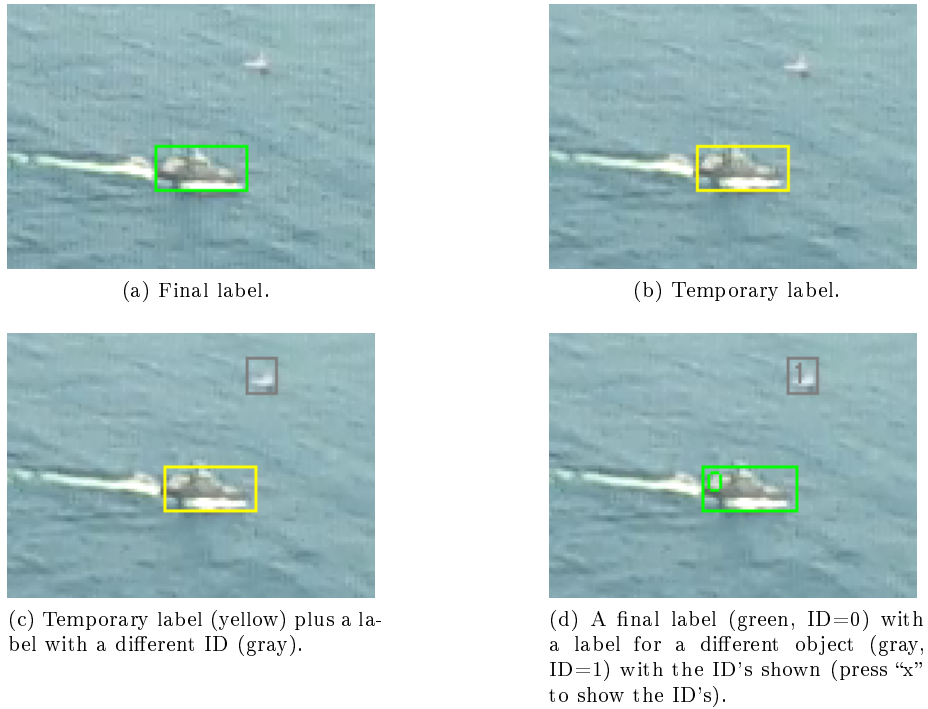 (a) Final label.
(b) Temporary label.
1
0
(c) Temporary label (yellow) plus a la-
bel with a different ID (gray).
(d) A final label (green, ID=0) with
a label for a different object (gray,
ID=1) with the ID's shown (press “x”
to show the ID's).